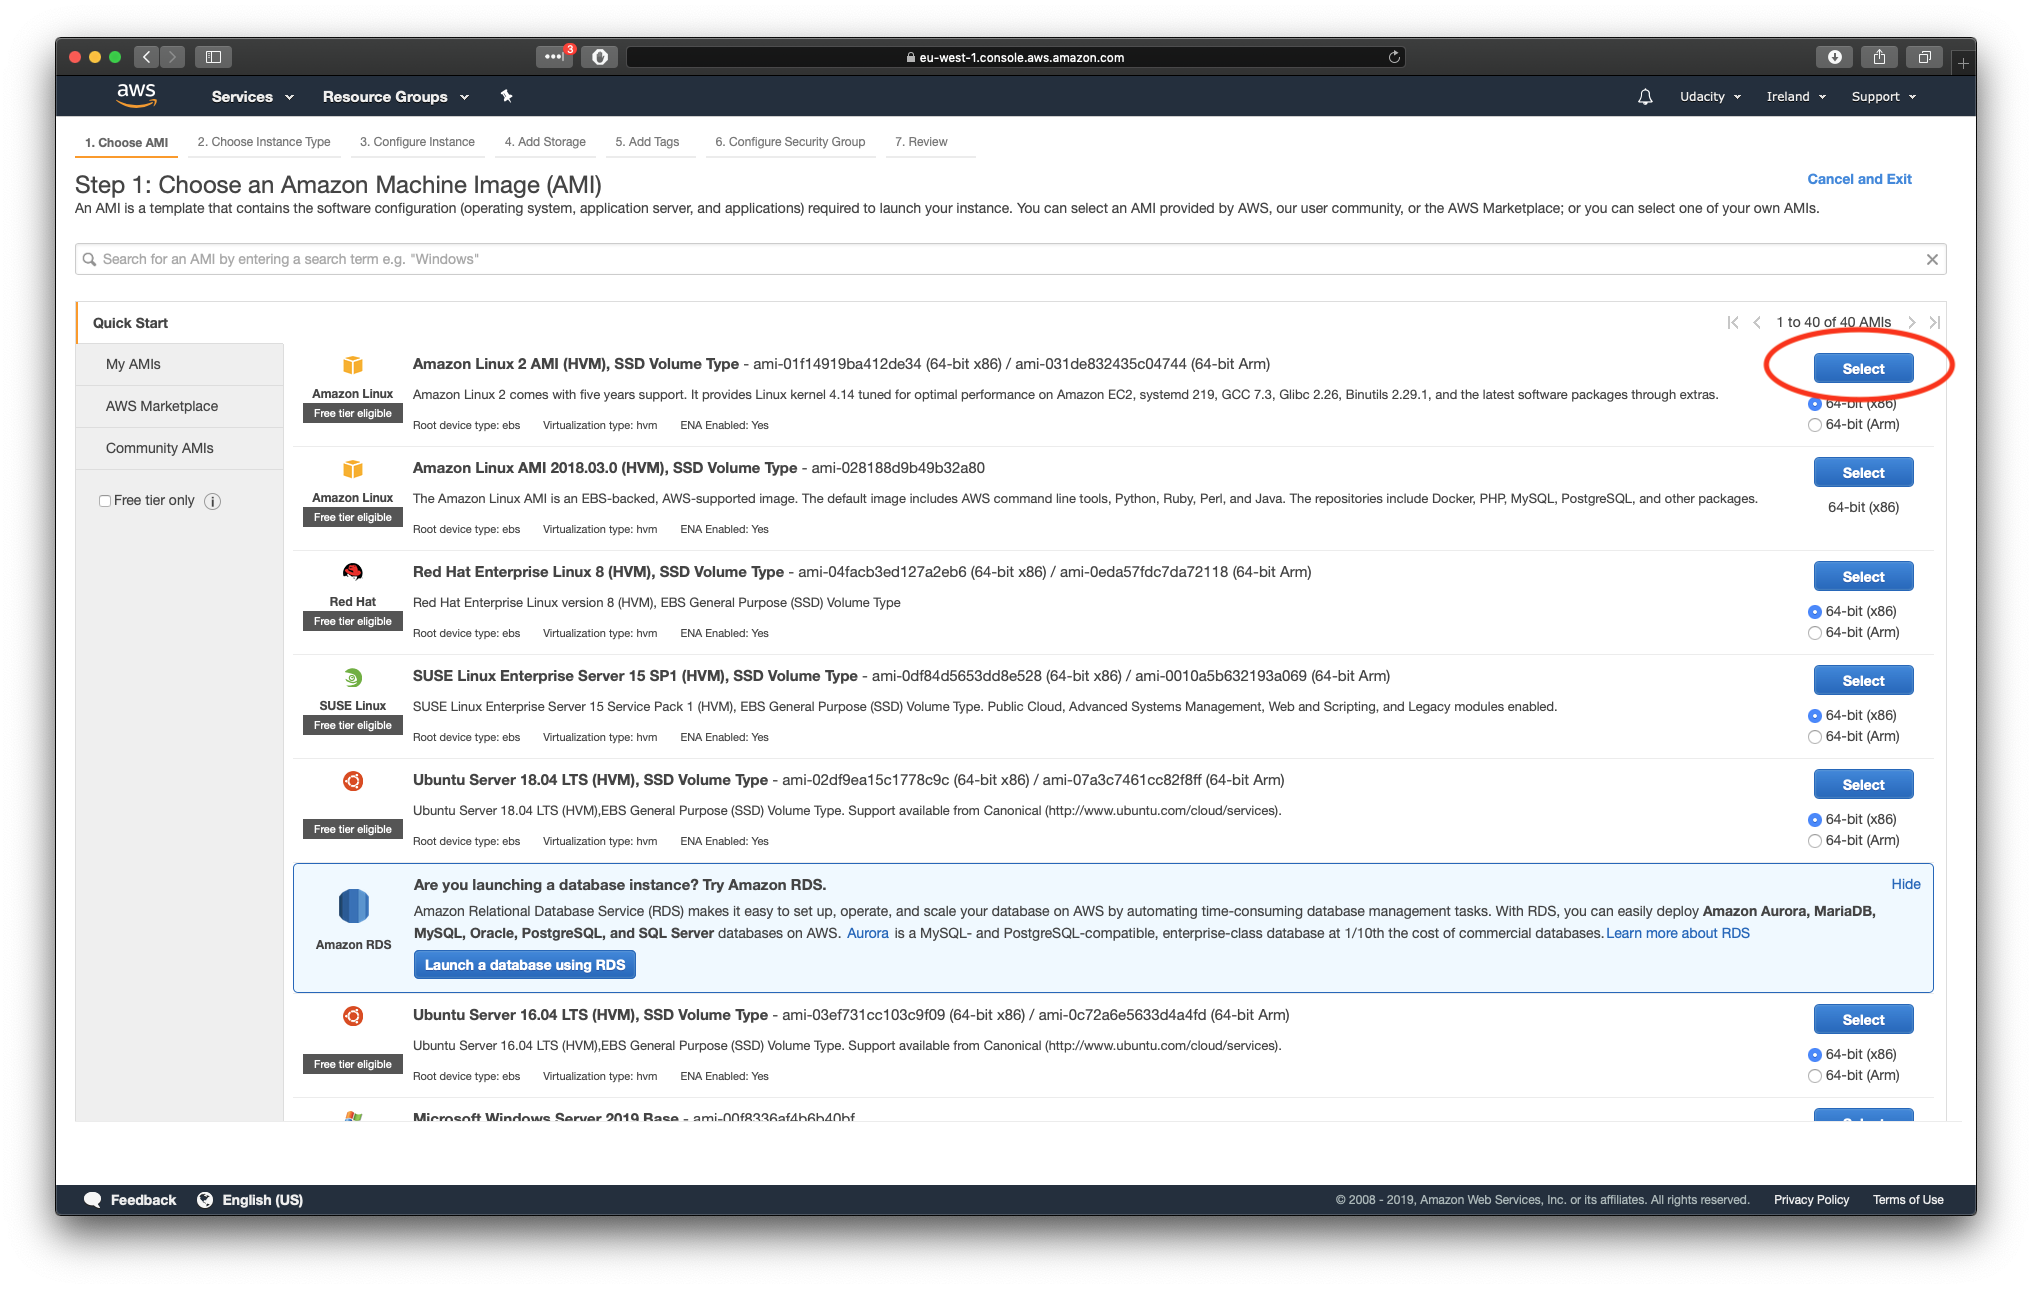 3
eu-west-1.console.aws.amazon.com
aws Services Resource Groups Udacity Ireland Support
1. Choose AMI 2. Choose Instance Type 3. Configure Instance 4. Add Storage 5. Add Tags 6. Configure Security Group 7. Review
Step 1: Choose an Amazon Machine Image (AMI)
Cancel and Exit
An AMI is a template that contains the software configuration (operating system, application server, and applications) required to launch your instance. You can select an AMI provided by AWS, our user community, or the AWS Marketplace; or you can select one of your own AMIs.
Search for an AMI by entering a search term e.g. "Windows"
Quick Start
1 to 40 of 40 AMIs
My AMIs
AWS Marketplace
Community AMIs
Free tier only
Amazon Linux
Free tier eligible
Amazon Linux 2 AMI (HVM), SSD Volume Type - ami-01f14919ba412de34 (64-bit x86) / ami-031de832435c04744 (64-bit Arm)
Amazon Linux 2 comes with five years support. It provides Linux kernel 4.14 tuned for optimal performance on Amazon EC2, systemd 219, GCC 7.3, Glibc 2.26, Binutils 2.29.1, and the latest software packages through extras.
Root device type: ebs Virtualization type: hvm ENA Enabled: Yes
Select
64-bit (x86)
64-bit (Arm)
Amazon Linux
Free tier eligible
Amazon Linux AMI 2018.03.0 (HVM), SSD Volume Type - ami-028188d9b49b32a80
The Amazon Linux AMI is an EBS-backed, AWS-supported image. The default image includes AWS command line tools, Python, Ruby, Perl, and Java. The repositories include Docker, PHP, MySQL, PostgreSQL, and other packages.
Root device type: ebs Virtualization type: hvm ENA Enabled: Yes
Select
64-bit (x86)
Red Hat
Free tier eligible
Red Hat Enterprise Linux 8 (HVM), SSD Volume Type - ami-04facb3ed127a2eb6 (64-bit x86) / ami-0eda57fdc7da72118 (64-bit Arm)
Red Hat Enterprise Linux version 8 (HVM), EBS General Purpose (SSD) Volume Type
Root device type: ebs Virtualization type: hvm ENA Enabled: Yes
Select
64-bit (x86)
64-bit (Arm)
SUSE Linux
Free tier eligible
SUSE Linux Enterprise Server 15 SP1 (HVM), SSD Volume Type - ami-0df84d5653dd8e528 (64-bit x86) / ami-0010a5b632193a069 (64-bit Arm)
SUSE Linux Enterprise Server 15 Service Pack 1 (HVM), EBS General Purpose (SSD) Volume Type. Public Cloud, Advanced Systems Management, Web and Scripting, and Legacy modules enabled.
Root device type: ebs Virtualization type: hvm ENA Enabled: Yes
Select
64-bit (x86)
64-bit (Arm)
Free tier eligible
Ubuntu Server 18.04 LTS (HVM), SSD Volume Type - ami-02df9ea15c1778c9c (64-bit x86) / ami-07a3c7461cc82f8ff (64-bit Arm)
Ubuntu Server 18.04 LTS (HVM),EBS General Purpose (SSD) Volume Type. Support available from Canonical (http://www.ubuntu.com/cloud/services).
Root device type: ebs Virtualization type: hvm ENA Enabled: Yes
Select
64-bit (x86)
64-bit (Arm)
Amazon RDS
Are you launching a database instance? Try Amazon RDS.
Hide
Amazon Relational Database Service (RDS) makes it easy to set up, operate, and scale your database on AWS by automating time-consuming database management tasks. With RDS, you can easily deploy Amazon Aurora, MariaDB,
MySQL, Oracle, PostgreSQL, and SQL Server databases on AWS. Aurora is a MySQL- and PostgreSQL-compatible, enterprise-class database at 1/10th the cost of commercial databases. Learn more about RDS
Launch a database using RDS
Free tier eligible
Ubuntu Server 16.04 LTS (HVM), SSD Volume Type - ami-03ef731cc103c9f09 (64-bit x86) / ami-0c72a6e5633d4a4fd (64-bit Arm)
Ubuntu Server 16.04 LTS (HVM),EBS General Purpose (SSD) Volume Type. Support available from Canonical (http://www.ubuntu.com/cloud/services).
Root device type: ebs Virtualization type: hvm ENA Enabled: Yes
Select
64-bit (x86)
64-bit (Arm)
Microsoft Windows Server 2019 Base - ami-00f8336af4b6b40bf
Select
Feedback English (US)
© 2008 - 2019, Amazon Web Services, Inc. or its affiliates. All rights reserved. Privacy Policy Terms of Use